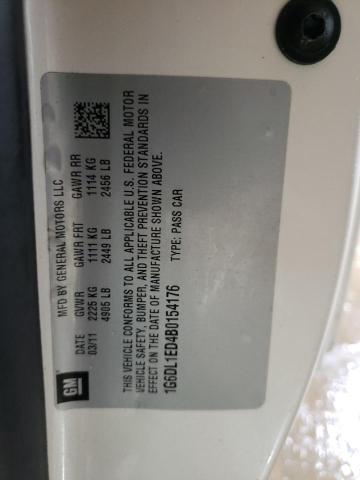 GM
MFD BY GENERAL MOTORS LLC
DATE GVWR GAWR FRT GAWR RR
03/11 2225 KG 1111 KG 1114 KG
4905 LB 2449 LB 2456 LB
THIS VEHICLE CONFORMS TO ALL APPLICABLE U.S. FEDERAL MOTOR
VEHICLE SAFETY, BUMPER, AND THEFT PREVENTION STANDARDS IN
EFFECT ON THE DATE OF MANUFACTURE SHOWN ABOVE.
1G6DL1ED4B0154176 TYPE: PASS CAR